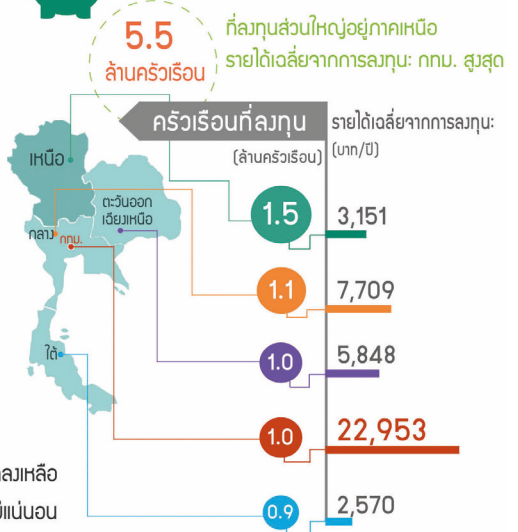 5.5
ล้านครัวเรือน
ที่ลงทุนส่วนใหญ่อยู่ภาคเหนือ
รายได้เฉลี่ยจากการลงทุน: กทม. สูงสุด
ครัวเรือนที่ลงทุน
(ล้านครัวเรือน)
รายได้เฉลี่ยจากการลงทุน:
(บาท/ปี)
เหนือ
ตะวันออก
เฉียงเหนือ
กลาง
กทม.
ใต้
1.5 3,151
1.1 7,709
1.0 5,848
1.0 22,953
0.9 2,570